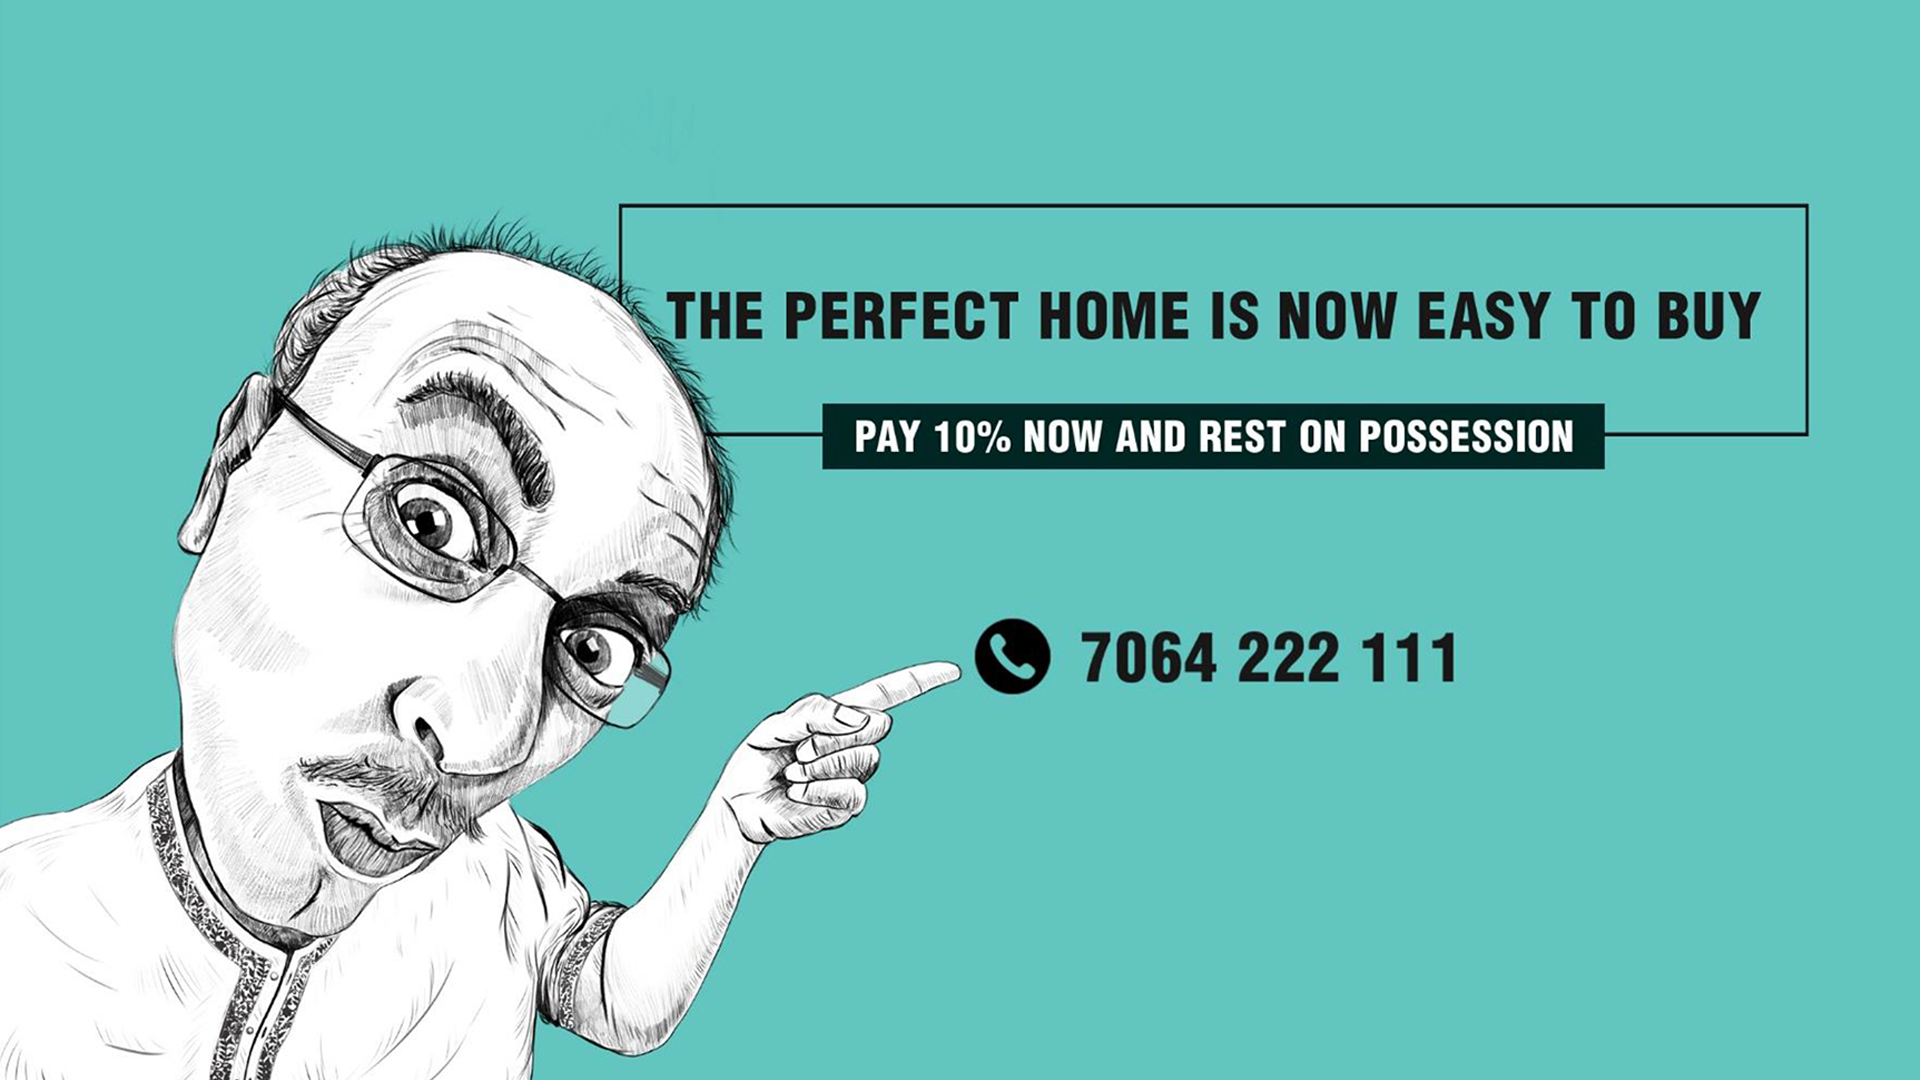 THE PERFECT HOME IS NOW EASY TO BUY
PAY 10% NOW AND REST ON POSSESSION
7064 222 111